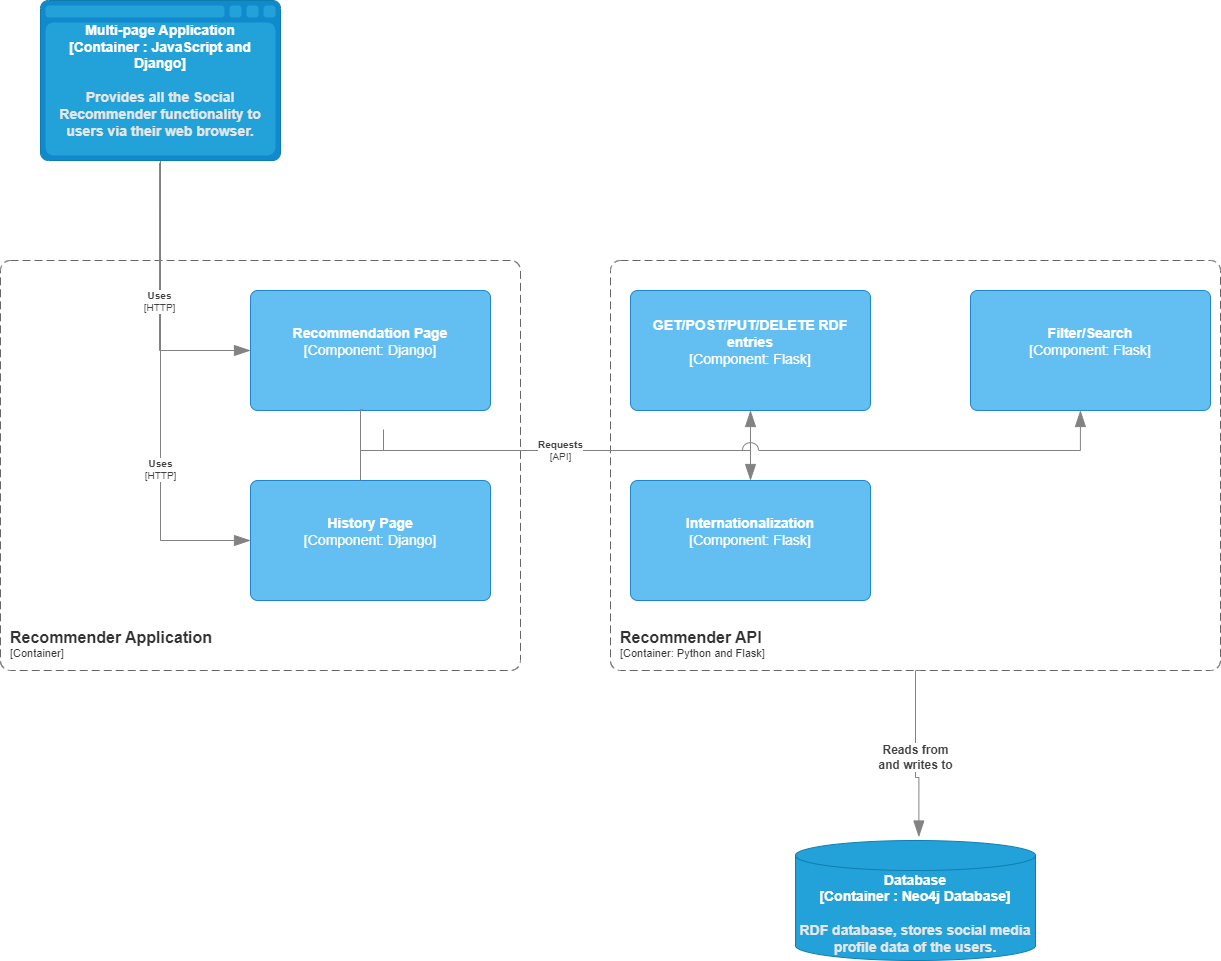 Multi-page Application
[Container : JavaScript and
Django]
Provides all the Social
Recommender functionality to
users via their web browser.
Uses
[HTTP]
Recommendation Page
[Component: Django]
Uses
[HTTP]
History Page
[Component: Django]
Recommender Application
[Container]
Requests
[API]
GET/POST/PUT/DELETE RDF
entries
[Component: Flask]
Filter/Search
[Component: Flask]
Internationalization
[Component: Flask]
Recommender API
[Container: Python and Flask]
Reads from
and writes to
Database
[Container : Neo4j Database]
RDF database, stores social media
profile data of the users.